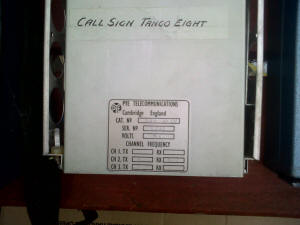 CALL SIGN TANGO EIGHT
PYE TELECOMMUNICATIONS
Cambridge England
CAT. Nº
SER. Nº
VOLTS
CHANNEL FREQUENCY
CH 1. TX RX
CH 2. TX RX
CH 3. TX RX